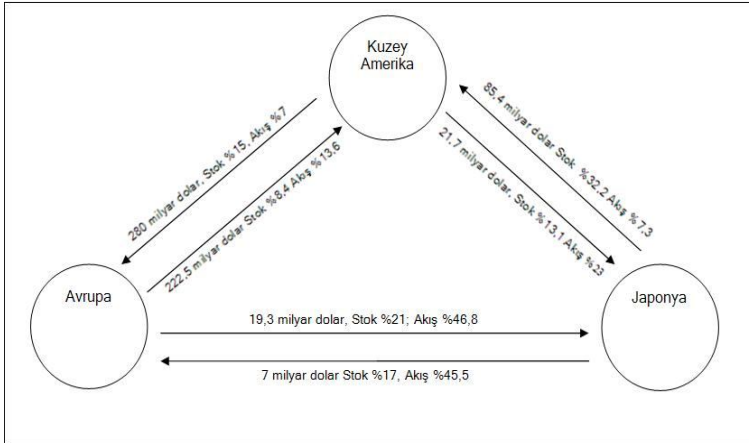 Kuzey
Amerika
280 milyar dolar, Stok %15, Akış %7
222,5 milyar dolar Stok %8,4 Akış %13,6
85,4 milyar dolar Stok %32,2 Akış %7,3
21,7 milyar dolar, Stok %13,1 Akış %23
Avrupa
Japonya
19,3 milyar dolar, Stok %21; Akış %46,8
7 milyar dolar Stok %17, Akış %45,5